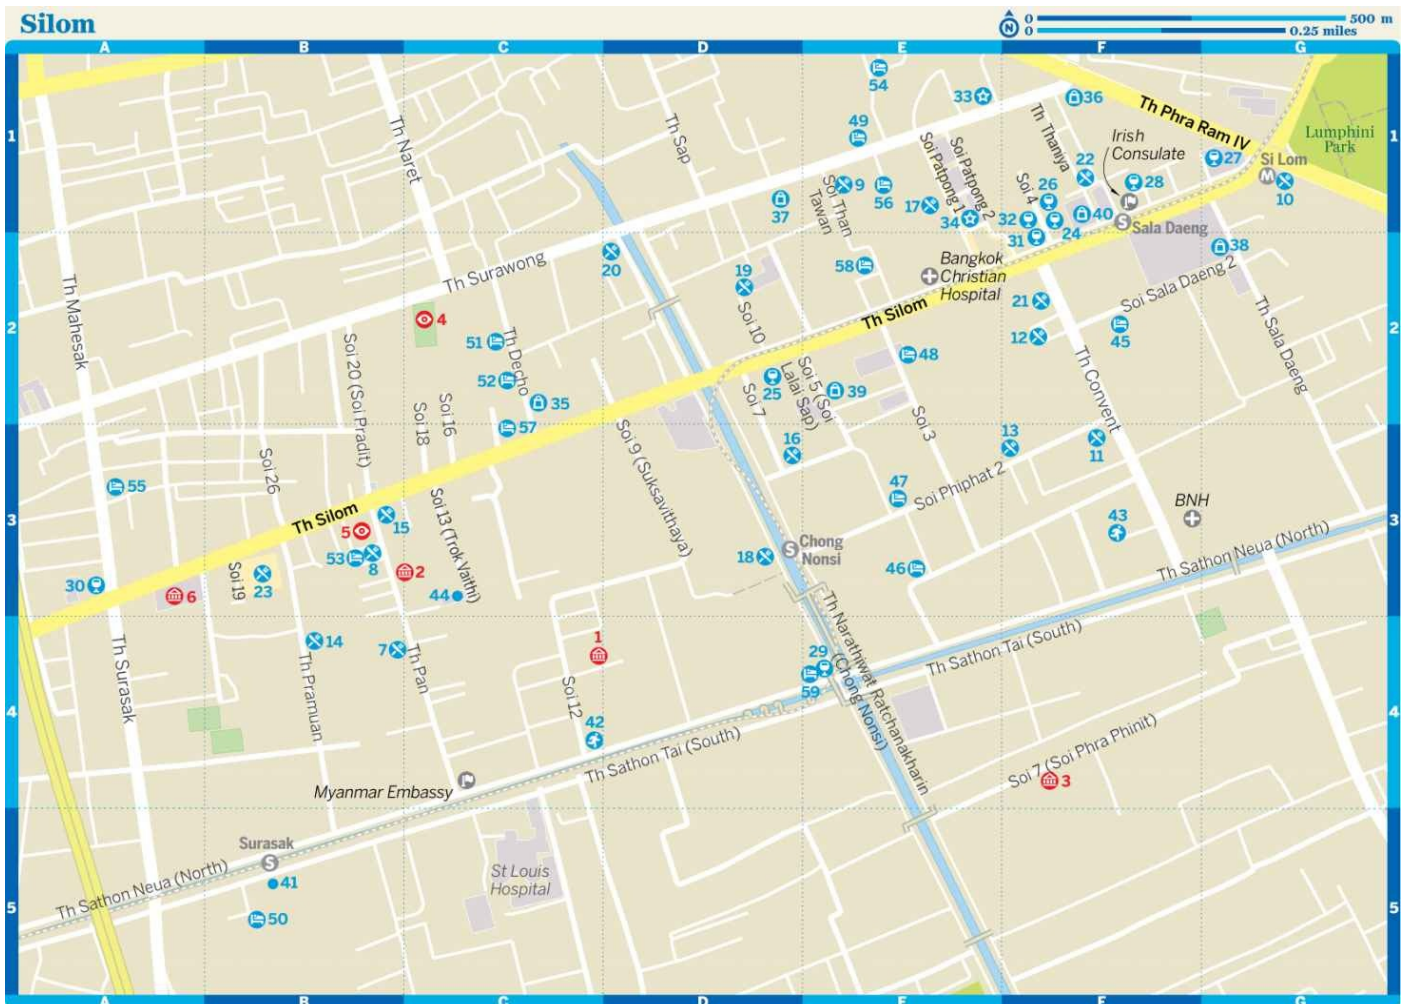 Silom
N
0
500 m
0
0.25 miles
A
B
C
D
E
F
G
1
54
33
36
Th Phra Ram IV
Lumphini
Park
49
Th Naret
Th Sap
Th Thaniya
Irish
Consulate
Si Lom
M
22
27
Soi Patpong 1
Soi Patpong 2
Soi 4
26
28
10
Soi Than
Tawan
9
56
17
37
34
32
24
40
S
Sala Daeng
1
31
38
20
19
58
Bangkok
Christian
Hospital
Th Surawong
Th Mahesak
2
4
21
Soi Sala Daeng 2
Th Silom
Th Sala Daeng
51
Th Decho
Soi 10
12
45
2
Soi 20 (Soi Pradit)
52
48
Th Convent
35
25
Soi 5 (Soi
Lalai Sap)
39
Soi 7
Soi 18
Soi 16
57
Soi 9 (Suksavithaya)
16
Soi 3
13
11
Soi 26
55
47
Soi Phiphat 2
BNH
3
Th Silom
15
Soi 13 (Trok Vaithi)
43
3
5
53
8
Chong
Nonsi
S
18
Th Sathon Neua (North)
2
46
30
Soi 19
23
6
44
14
7
1
29
59
Th Narathiwat Ratchanakharin
(Chong Nonsi)
Th Sathon Tai (South)
Th Surasak
Th Pramuan
Th Pan
Soi 12
4
42
Th Sathon Tai (South)
Soi 7 (Soi Phra Phinit)
3
4
Myanmar Embassy
Surasak
S
41
St Louis
Hospital
Th Sathon Neua (North)
50
5
5
A
B
C
D
E
F
G